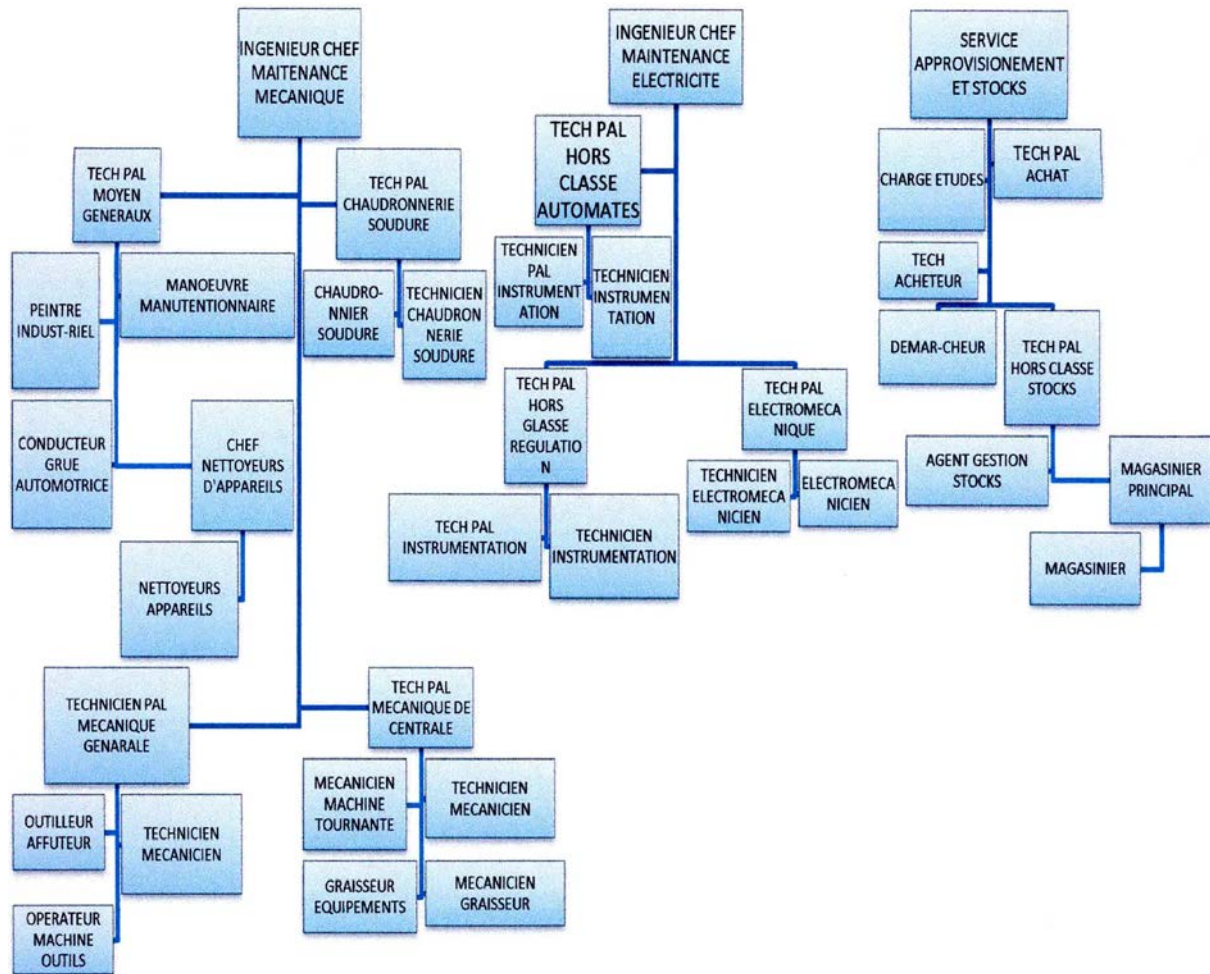 INGENIEUR CHEF
MAITENANCE
MECANIQUE
TECH PAL
MOYEN
GENERAUX
TECH PAL
CHAUDRONNERIE
SOUDURE
PEINTRE
INDUST-RIEL
MANOEUVRE
MANUTENTIONNAIRE
CHAUDRO-
NNIER
SOUDURE
TECHNICIEN
CHAUDRON
NERIE
SOUDURE
CONDUCTEUR
GRUE
AUTOMOTRICE
CHEF
NETTOYEURS
D'APPAREILS
NETTOYEURS
APPAREILS
TECHNICIEN PAL
MECANIQUE
GENARALE
TECH PAL
MECANIQUE DE
CENTRALE
OUTILLEUR
AFFUTEUR
TECHNICIEN
MECANICIEN
OPERATEUR
MACHINE
OUTILS
MECANICIEN
MACHINE
TOURNANTE
TECHNICIEN
MECANICIEN
GRAISSEUR
EQUIPEMENTS
MECANICIEN
GRAISSEUR
INGENIEUR CHEF
MAINTENANCE
ELECTRICITE
TECH PAL
HORS
CLASSE
AUTOMATES
TECHNICIEN
PAL
INSTRUMENT
ATION
TECHNICIEN
INSTRUMEN
TATION
TECH PAL
HORS
GLASSE
REGULATIO
N
TECH PAL
ELECTROMECA
NIQUE
TECH PAL
INSTRUMENTATION
TECHNICIEN
INSTRUMENTATION
TECHNICIEN
ELECTROMECA
NICIEN
ELECTROMECA
NICIEN
SERVICE
APPROVISIONEMENT
ET STOCKS
CHARGE ETUDES
TECH PAL
ACHAT
TECH
ACHETEUR
DEMAR-CHEUR
TECH PAL
HORS CLASSE
STOCKS
AGENT GESTION
STOCKS
MAGASINIER
PRINCIPAL
MAGASINIER